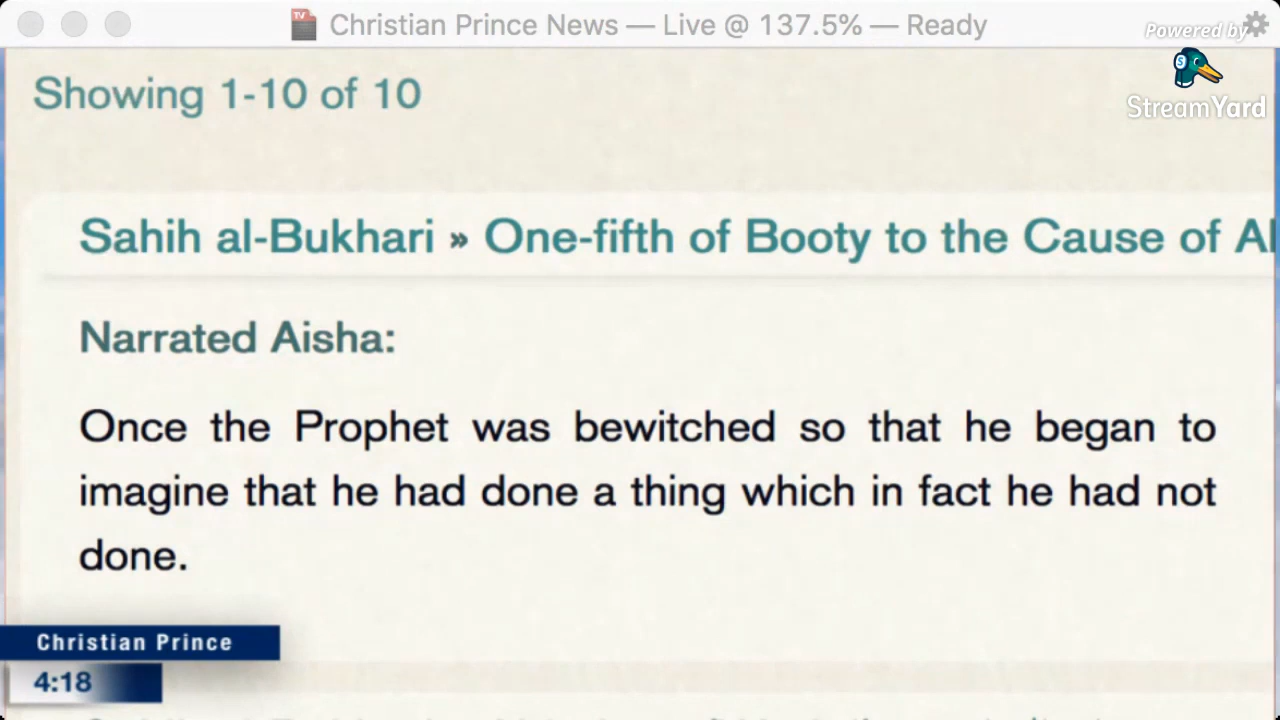 Christian Prince News — Live @ 137.5% — Ready
Powered by
StreamYard
Showing 1-10 of 10
Sahih al-Bukhari » One-fifth of Booty to the Cause of
Narrated Aisha:
Once the Prophet was bewitched so that he began to
imagine that he had done a thing which in fact he had not
done.
Christian Prince
4:18